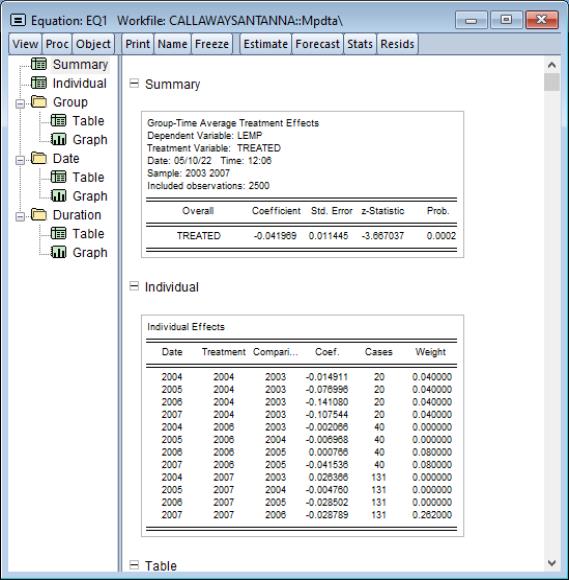 Equation: EQ1 Workfile: CALLAWAYSANTANNA::Mpdta\
View Proc Object Print Name Freeze Estimate Forecast Stats Resids
Summary
Individual
Group
Table
Graph
Date
Table
Graph
Duration
Table
Graph
Summary
Group-Time Average Treatment Effects
Dependent Variable: LEMP
Treatment Variable: TREATED
Date: 05/10/22 Time: 12:06
Sample: 2003 2007
Included observations: 2500
Overall Coefficient Std. Error z-Statistic Prob.
TREATED -0.041969 0.011445 -3.667037 0.0002
Individual
Individual Effects
Date Treatment Compari... Coef. Cases Weight
2004 2004 2003 -0.014911 20 0.040000
2005 2004 2003 -0.076996 20 0.040000
2006 2004 2003 -0.141080 20 0.040000
2007 2004 2003 -0.107544 20 0.040000
2004 2006 2003 -0.002066 40 0.000000
2005 2006 2004 -0.006968 40 0.000000
2006 2006 2005 0.000766 40 0.080000
2007 2006 2005 -0.041536 40 0.080000
2004 2007 2003 0.026366 131 0.000000
2005 2007 2004 -0.004760 131 0.000000
2006 2007 2005 -0.028502 131 0.000000
2007 2007 2006 -0.028789 131 0.262000
Table